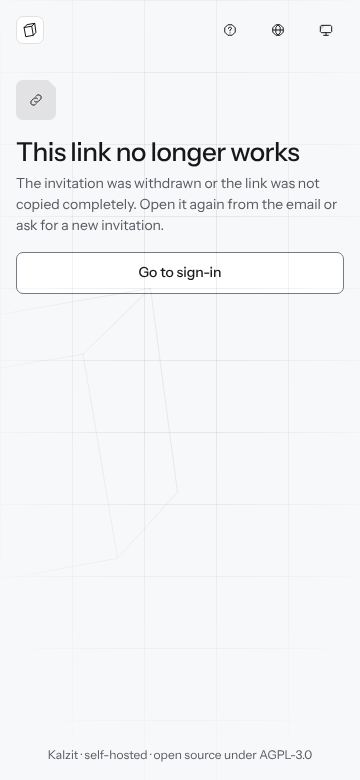 This link no longer works
The invitation was withdrawn or the link was not
copied completely. Open it again from the email or
ask for a new invitation.
Go to sign-in
Kalzit · self-hosted · open source under AGPL-3.0